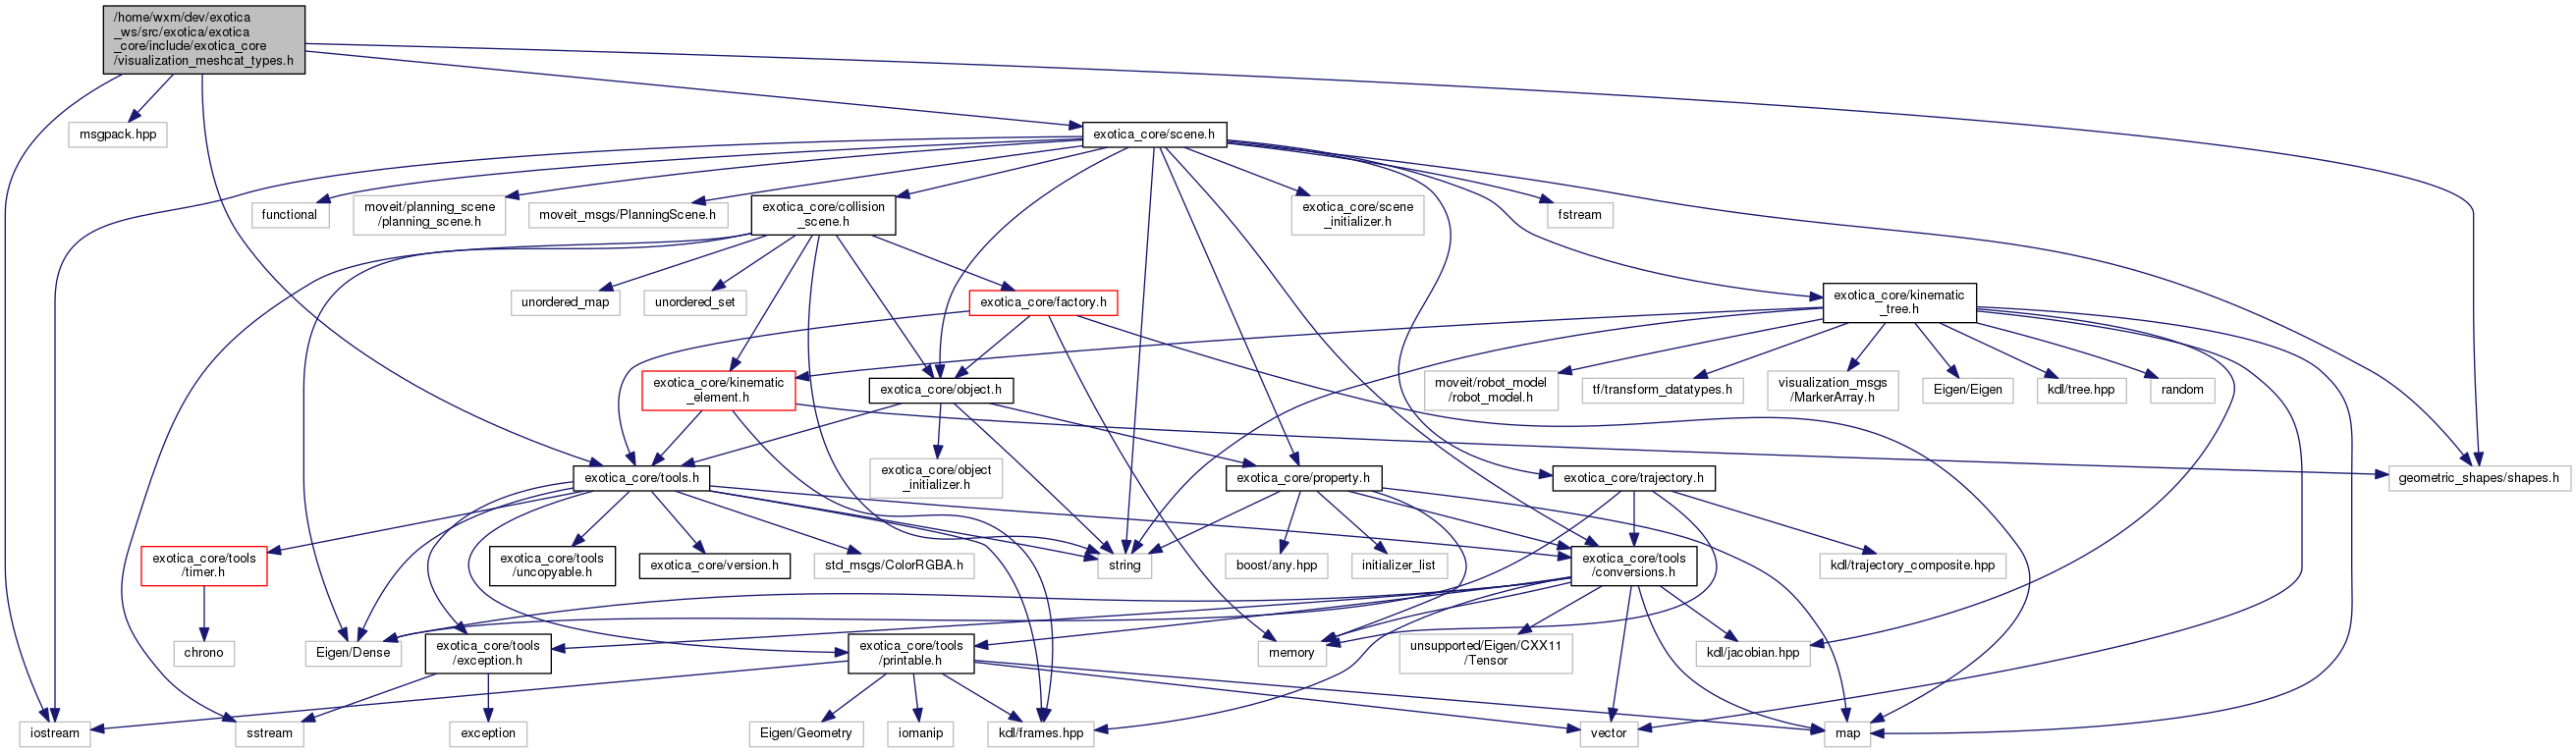 /home/wxm/dev/exotica
_ws/src/exotica/exotica
_core/include/exotica_core
/visualization_meshcat_types.h
msgpack.hpp
exotica_core/scene.h
functional
moveit/planning_scene
/planning_scene.h
moveit_msgs/PlanningScene.h
exotica_core/collision
_scene.h
exotica_core/scene
_initializer.h
fstream
unordered_map
unordered_set
exotica_core/factory.h
exotica_core/kinematic
_tree.h
exotica_core/kinematic
_element.h
exotica_core/object.h
moveit/robot_model
/robot_model.h
tf/transform_datatypes.h
visualization_msgs
/MarkerArray.h
Eigen/Eigen
kdl/tree.hpp
random
exotica_core/tools.h
exotica_core/object
_initializer.h
exotica_core/property.h
exotica_core/trajectory.h
geometric_shapes/shapes.h
exotica_core/tools
/timer.h
exotica_core/tools
/uncopyable.h
exotica_core/version.h
std_msgs/ColorRGBA.h
string
boost/any.hpp
initializer_list
exotica_core/tools
/conversions.h
kdl/trajectory_composite.hpp
chrono
Eigen/Dense
exotica_core/tools
/exception.h
exotica_core/tools
/printable.h
memory
unsupported/Eigen/CXX11
/Tensor
kdl/jacobian.hpp
iostream
sstream
exception
Eigen/Geometry
iomanip
kdl/frames.hpp
vector
map